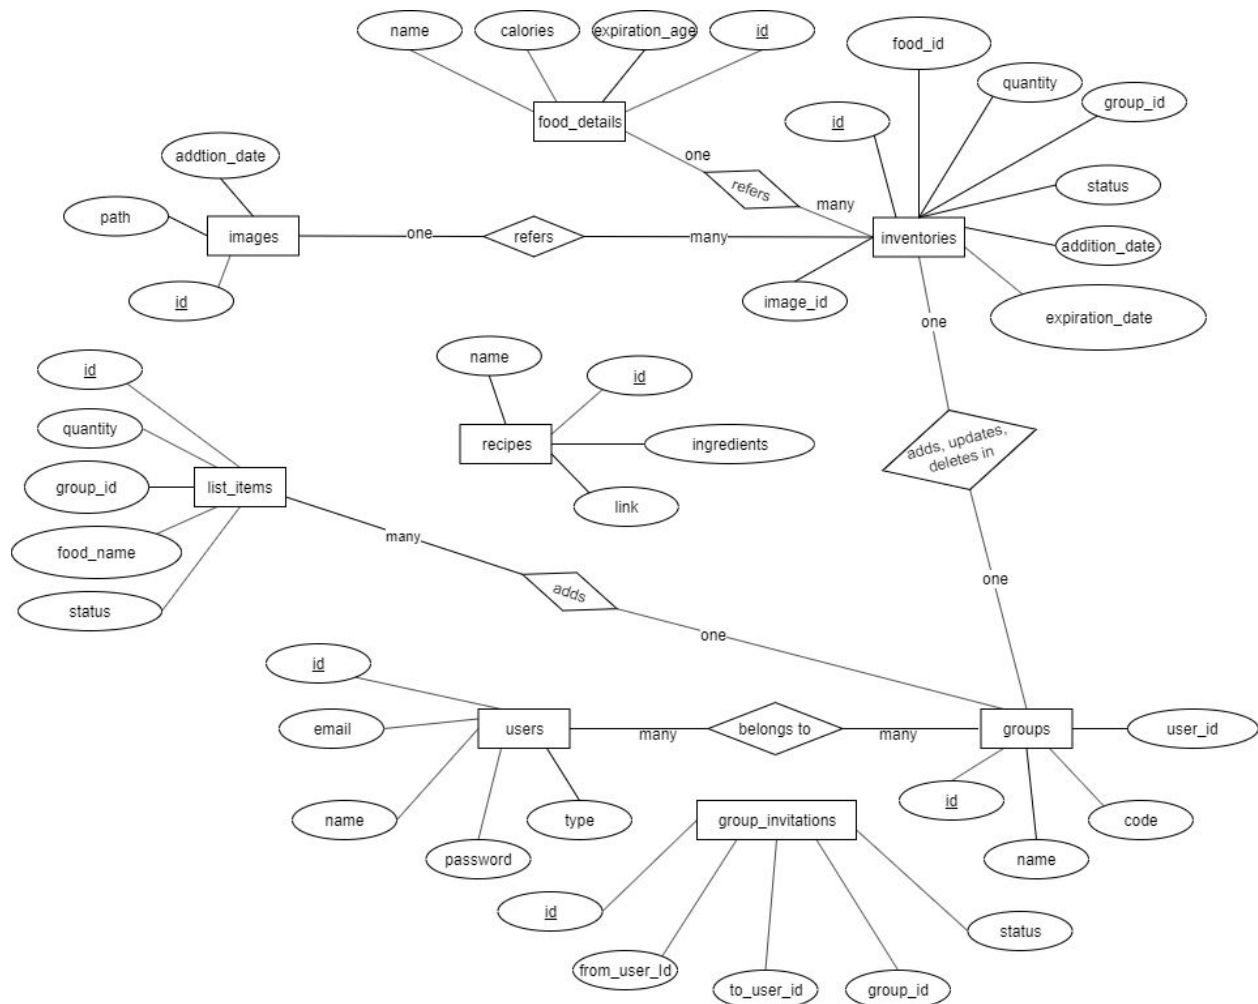 name
calories
expiration_age
id
food_id
quantity
group_id
id
food_details
addtion_date
one
refers
many
status
path
images
one
refers
many
inventories
addition_date
id
image_id
expiration_date
one
id
name
id
quantity
recipes
ingredients
adds, updates,
deletes in
group_id
list_items
link
food_name
many
status
adds
one
one
id
email
users
many
belongs to
many
groups
user_id
name
type
password
group_invitations
id
code
name
id
from_user_Id
to_user_id
group_id
status